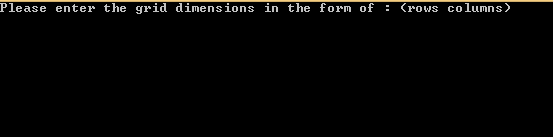 Please enter the grid dimensions in the form of : (rows columns)